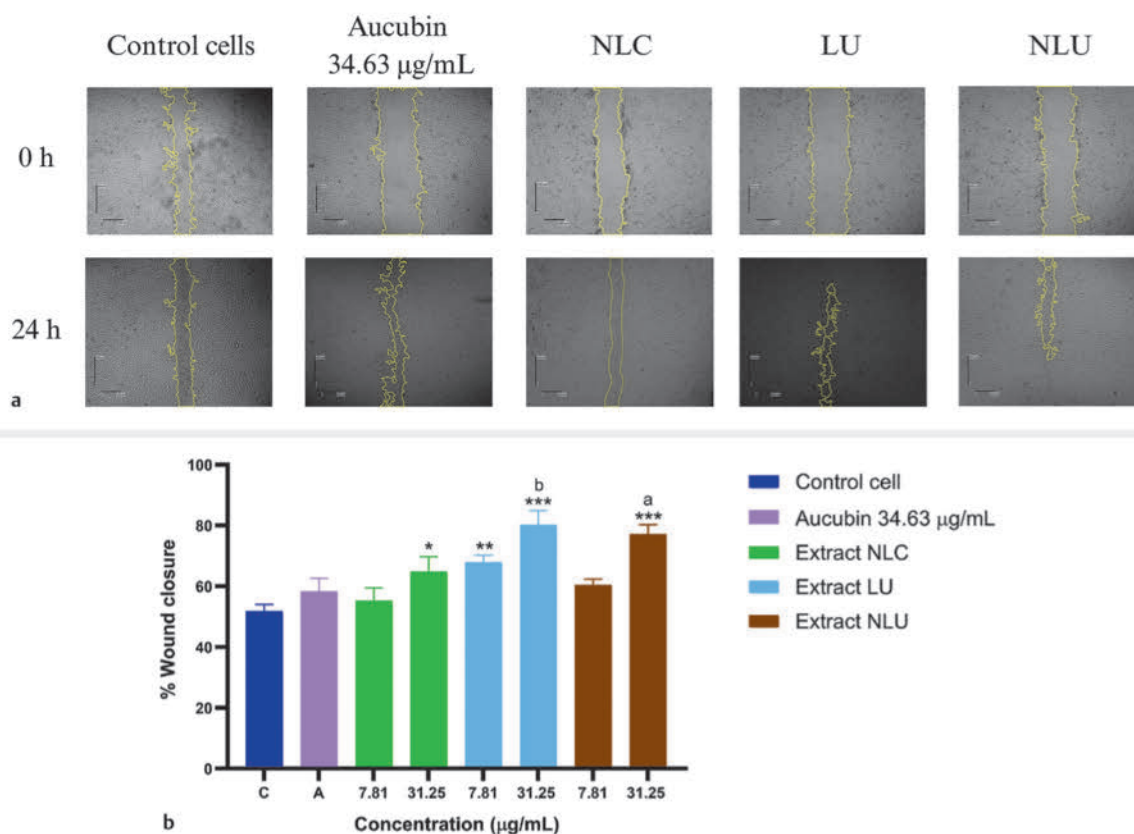 Control cells
Aucubin
34.63 µg/mL
NLC
LU
NLU
0 h
24 h
a
100
80
60
40
20
0
% Wound closure
*
**
b
***
a
***
C
A
7.81
31.25
7.81
31.25
7.81
31.25
Concentration (µg/mL)
b
Control cell
Aucubin 34.63 µg/mL
Extract NLC
Extract LU
Extract NLU